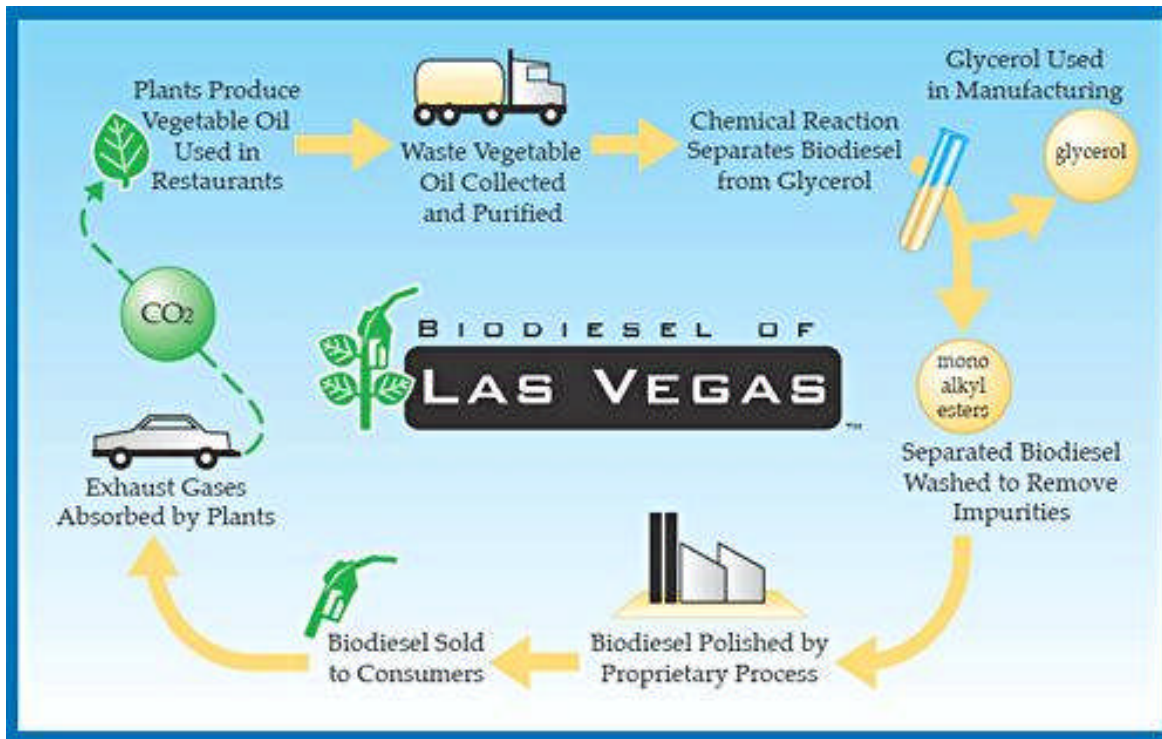 Plants Produce
Vegetable Oil
Used in
Restaurants
Waste Vegetable
Oil Collected
and Purified
Chemical Reaction
Separates Biodiesel
from Glycerol
Glycerol Used
in Manufacturing
glycerol
mono
alkyl
esters
Separated Biodiesel
Washed to Remove
Impurities
Biodiesel Polished by
Proprietary Process
Biodiesel Sold
to Consumers
Exhaust Gases
Absorbed by Plants
CO₂
BIODIESEL OF
LAS VEGAS
™